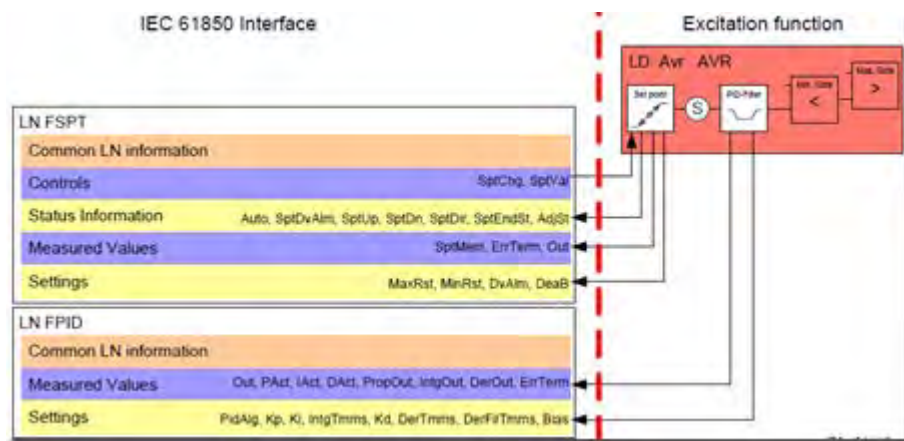 IEC 61850 Interface
Excitation function
LD Avr AVR
Set point
S
PID-Filter
<
>
LN FSPT
Common LN information
Controls SptChg, SptVal
Status Information Auto, SptDvAlm, SptUp, SptDn, SptDir, SptEndSt, AdjSt
Measured Values SptMem, ErrTerm, Out
Settings MaxRst, MinRst, DvAlm, DeaB
LN FPID
Common LN information
Measured Values Out, PAct, IAct, DAct, PropOut, IntgOut, DerOut, ErrTerm
Settings PidAlg, Kp, Ki, IntgTmms, Kd, DerTmms, DerFilTmms, Bias